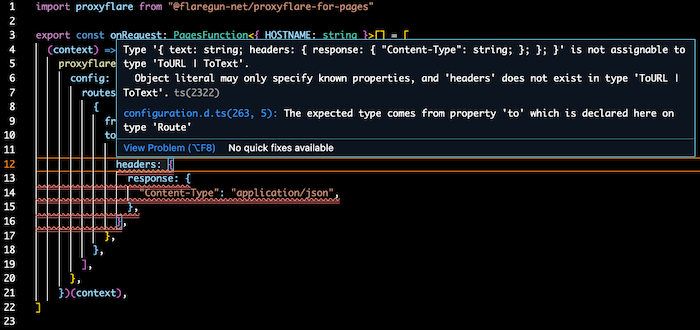 1 import proxyflare from "@flaregun-net/proxyflare-for-pages"
2
3 export const onRequest: PagesFunction<{ HOSTNAME: string }>[] = [
4 (context) =>
Type '{ text: string; headers: { response: { "Content-Type": string; }; }; }' is not assignable to
type 'ToURL | ToText'.
5 proxyflare
6 config:
Object literal may only specify known properties, and 'headers' does not exist in type 'ToURL |
7 routes
ToText'. ts(2322)
8 {
9 fr
configuration.d.ts(263, 5): The expected type comes from property 'to' which is declared here on
10 to
type 'Route'
11
View Problem (⌥F8) No quick fixes available
12 headers: {
13 response: {
14 "Content-Type": "application/json",
15 },
16 },
17 },
18 },
19 ],
20 },
21 })(context),
22 ]
23